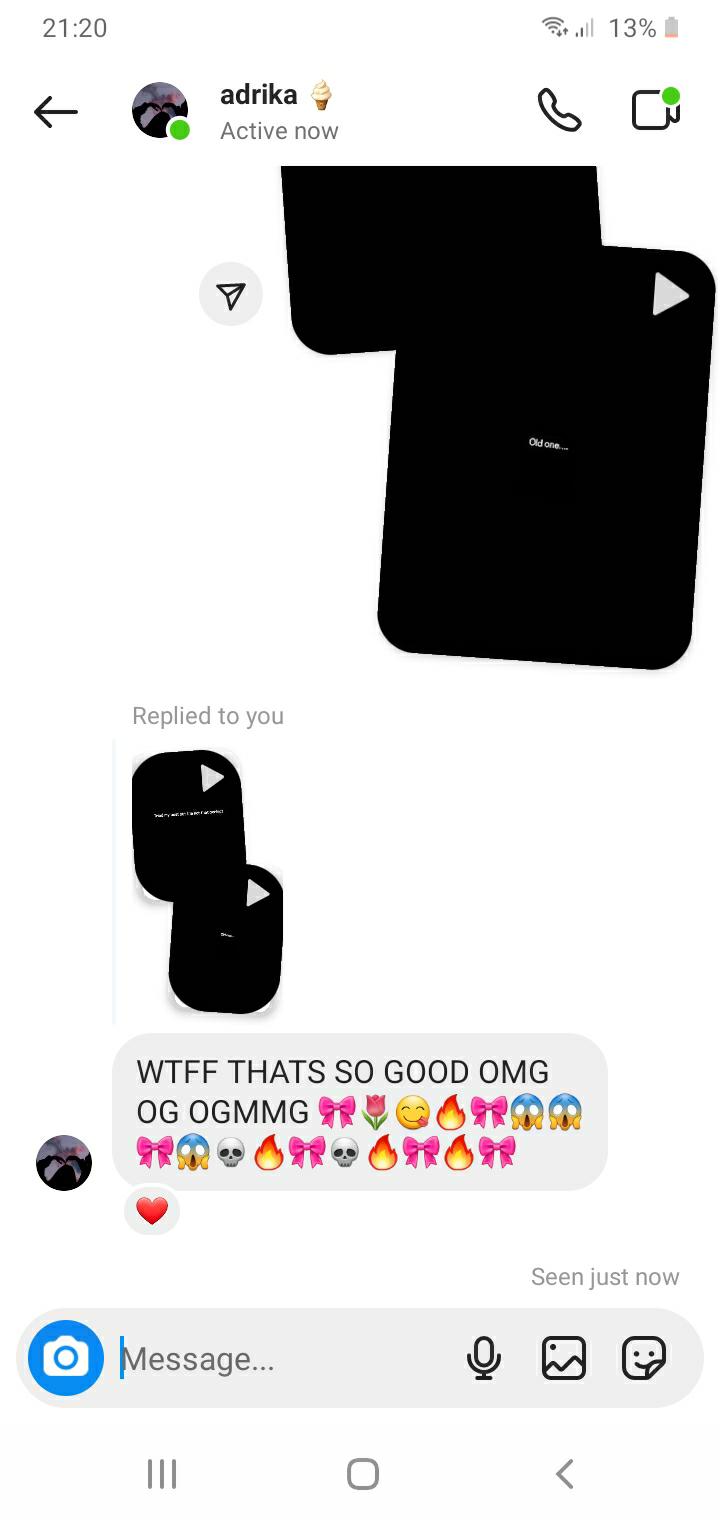 21:20
13%
adrika 🍦
Active now
Old one....
Replied to you
WTFF THATS SO GOOD OMG
OG OGMMG 🎀🌷😋🔥🎀😱😱
🎀😱💀🔥🎀💀🔥🎀🔥🎀
❤️
Seen just now
Message...